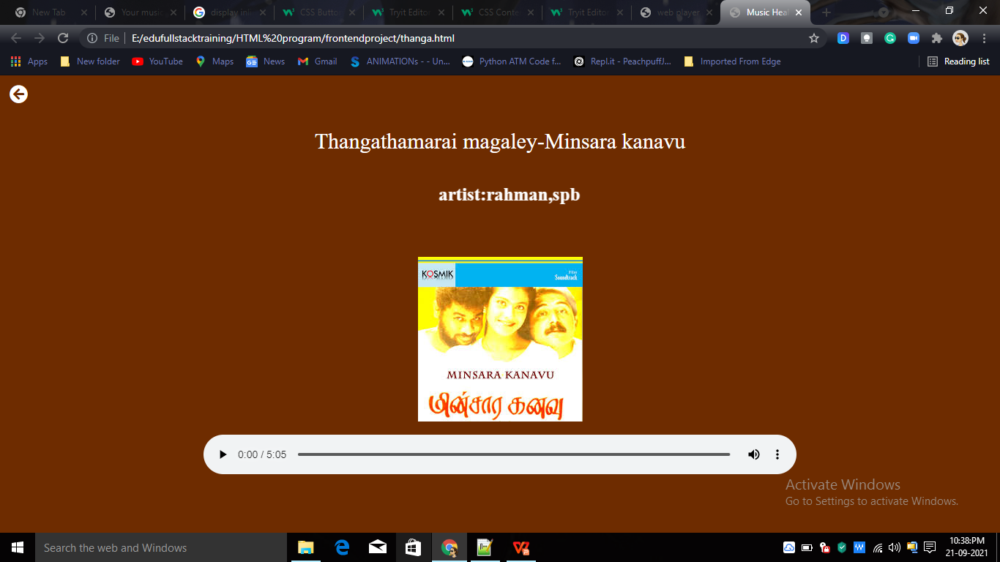 New Tab
Your music
display inl
CSS Butto
Tryit Editor
CSS Conte
Tryit Editor
web player
Music Heal
File
E:/edufullstacktraining/HTML%20program/frontendproject/thanga.html
Apps
New folder
YouTube
Maps
News
Gmail
ANIMATIONs - - Un...
Python ATM Code f...
Repl.it - PeachpuffJ...
Imported From Edge
Reading list
Thangathamarai magaley-Minsara kanavu
artist:rahman,spb
KOSMIK
Film
Soundtrack
MINSARA KANAVU
மின்சார கனவு
0:00 / 5:05
Activate Windows
Go to Settings to activate Windows.
Search the web and Windows
10:38:PM
21-09-2021